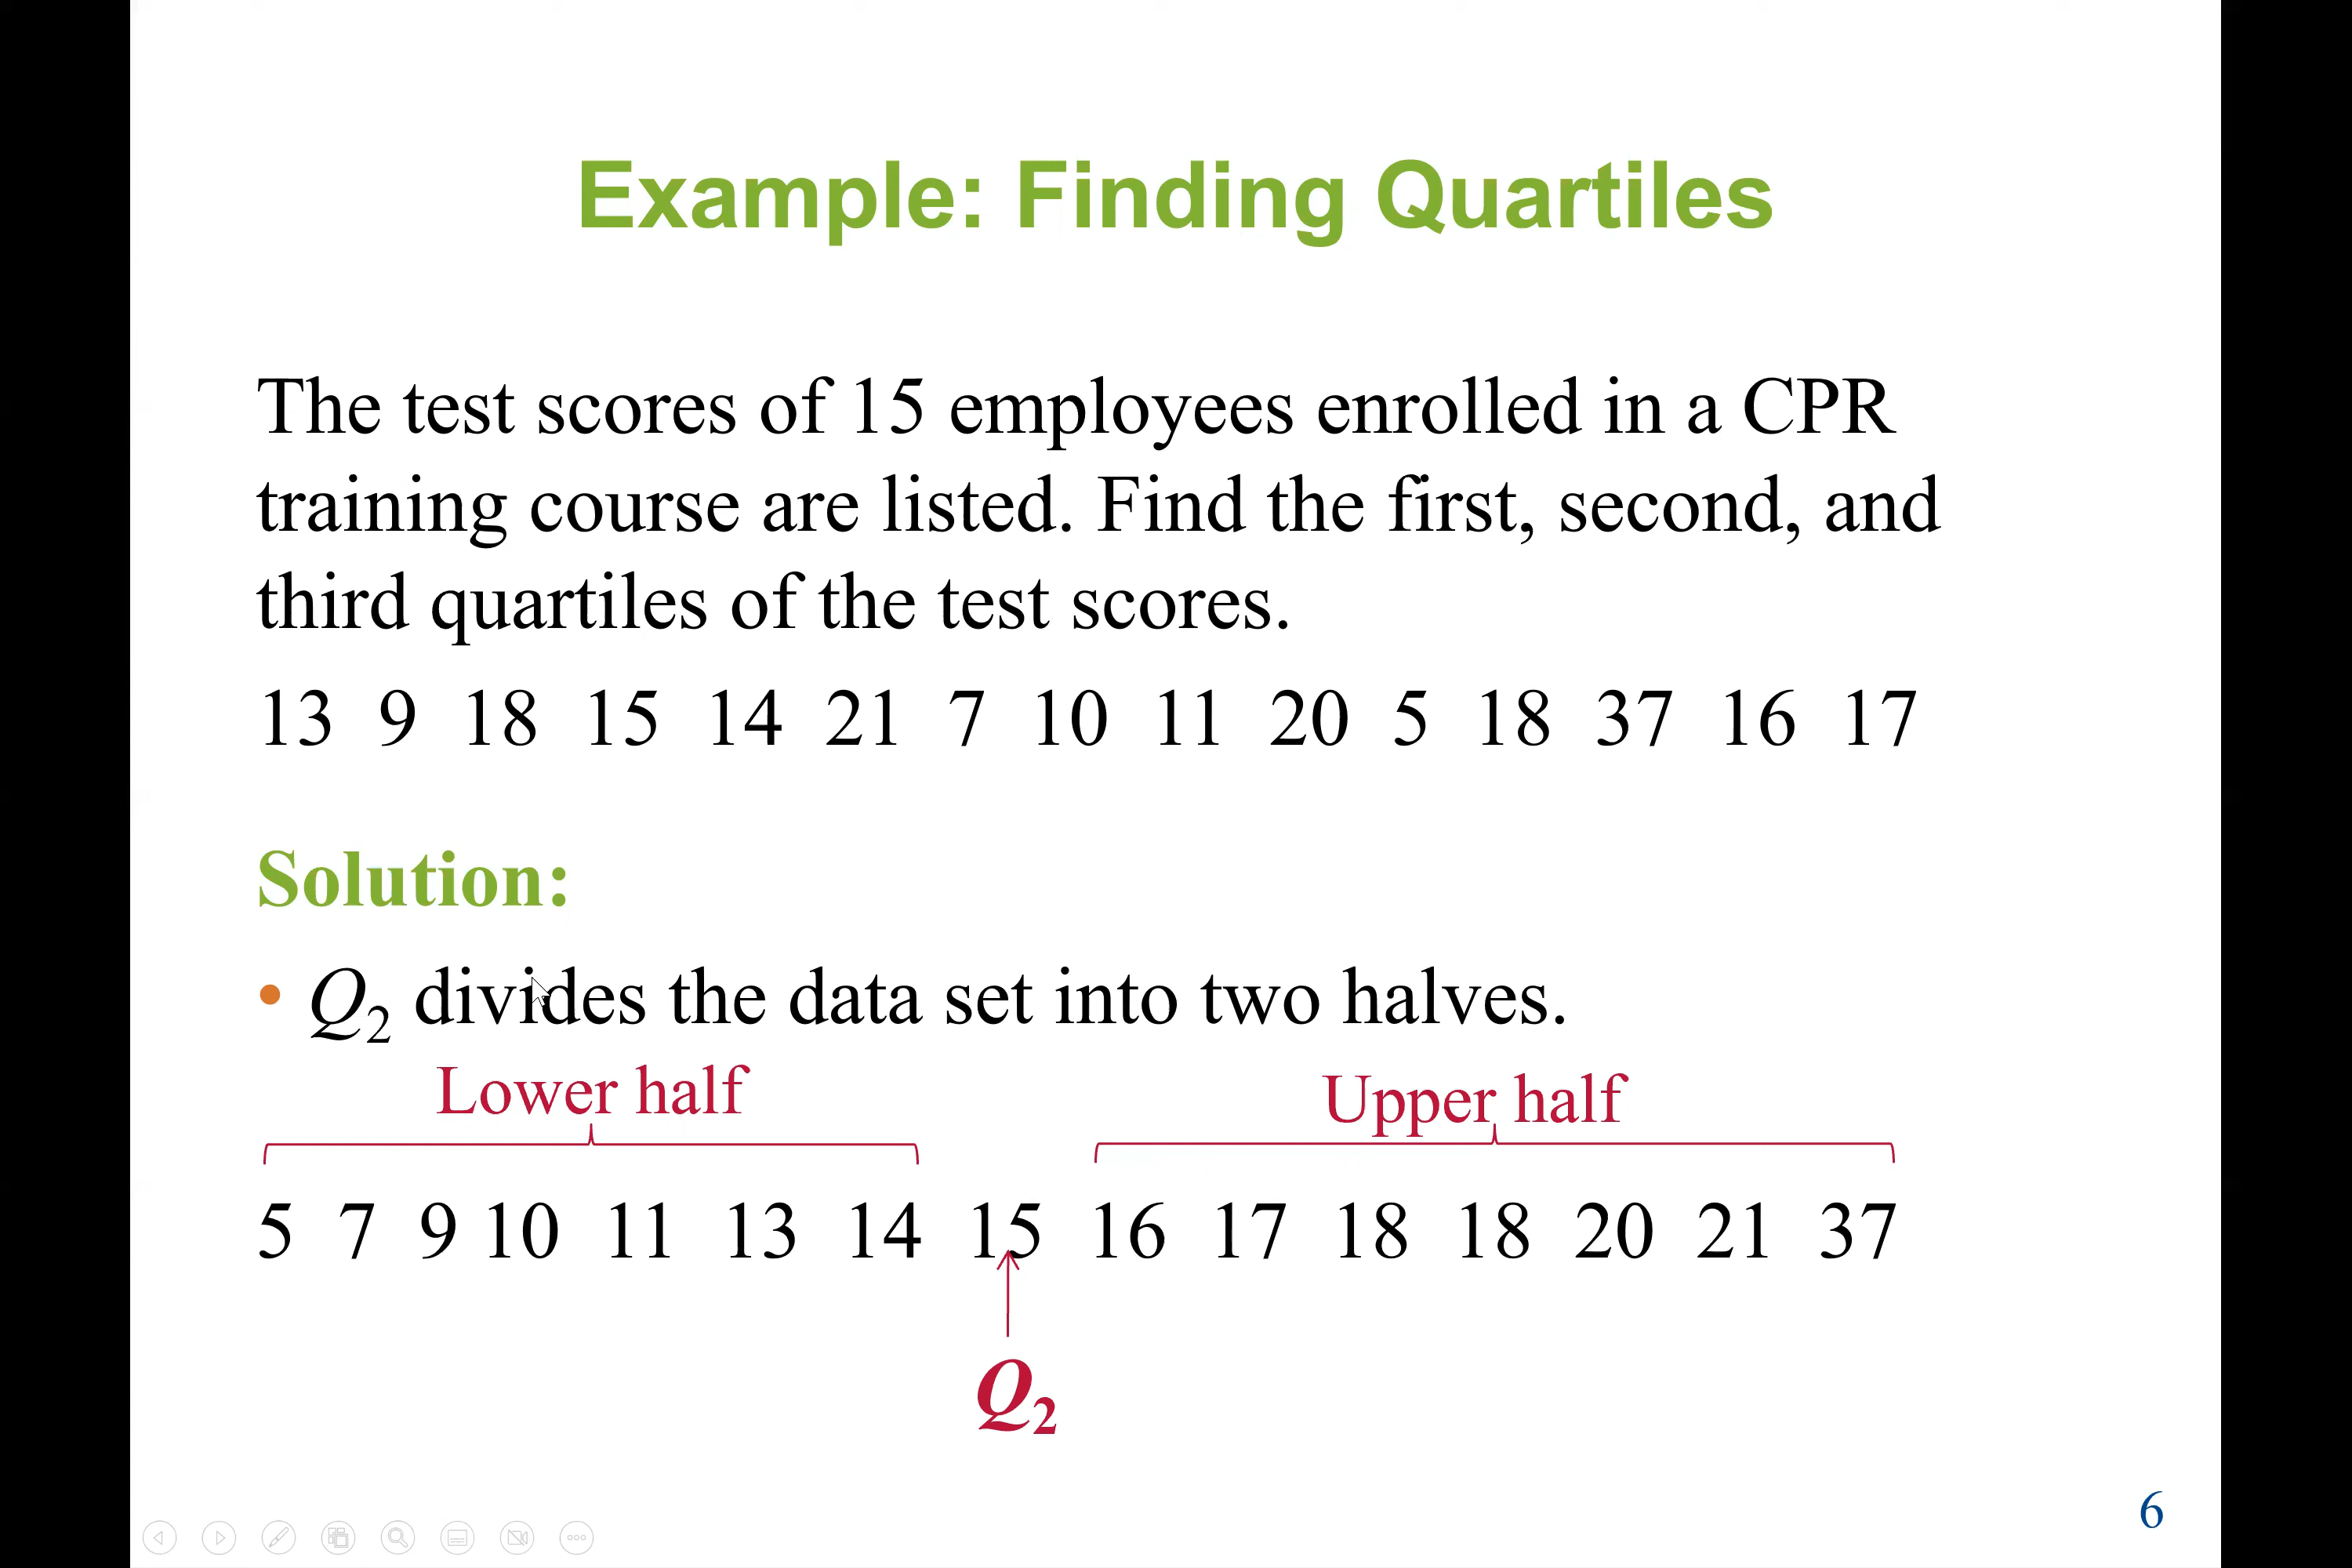 Example: Finding Quartiles
The test scores of 15 employees enrolled in a CPR
training course are listed. Find the first, second, and
third quartiles of the test scores.
13 9 18 15 14 21 7 10 11 20 5 18 37 16 17
Solution:
• Q2 divides the data set into two halves.
Lower half Upper half
5 7 9 10 11 13 14 15 16 17 18 18 20 21 37
Q2
6